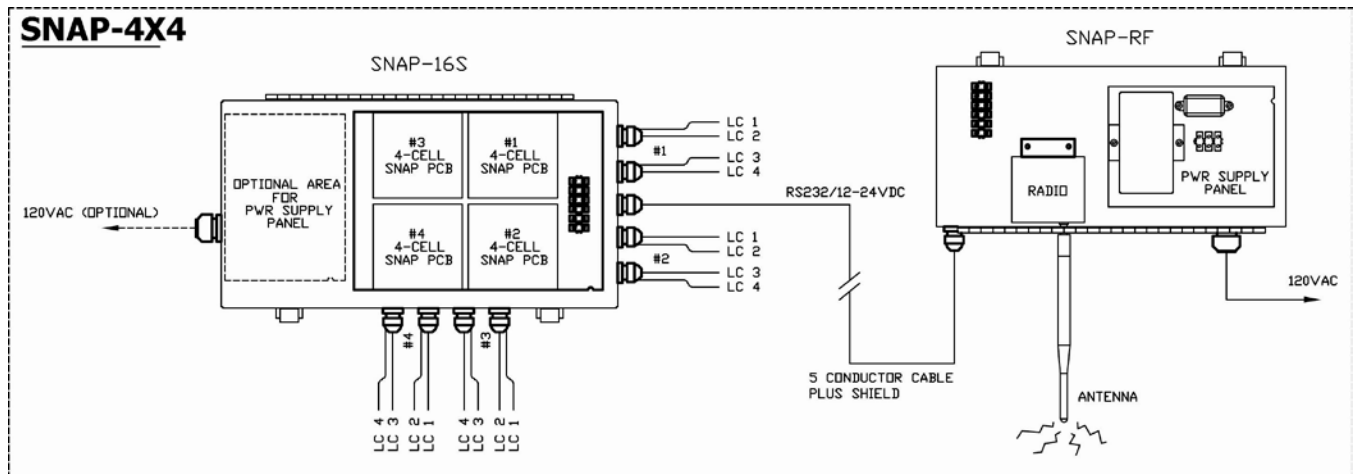 SNAP-4X4
SNAP-16S
SNAP-RF
OPTIONAL AREA
FOR
PWR SUPPLY
PANEL
120VAC (OPTIONAL)
#3
4-CELL
SNAP PCB
#1
4-CELL
SNAP PCB
#4
4-CELL
SNAP PCB
#2
4-CELL
SNAP PCB
LC 1
LC 2
#1
LC 3
LC 4
LC 1
LC 2
#2
LC 3
LC 4
#4
#3
LC 4
LC 3
LC 2
LC 1
LC 4
LC 3
LC 2
LC 1
RS232/12-24VDC
5 CONDUCTOR CABLE
PLUS SHIELD
RADIO
PWR SUPPLY
PANEL
120VAC
ANTENNA